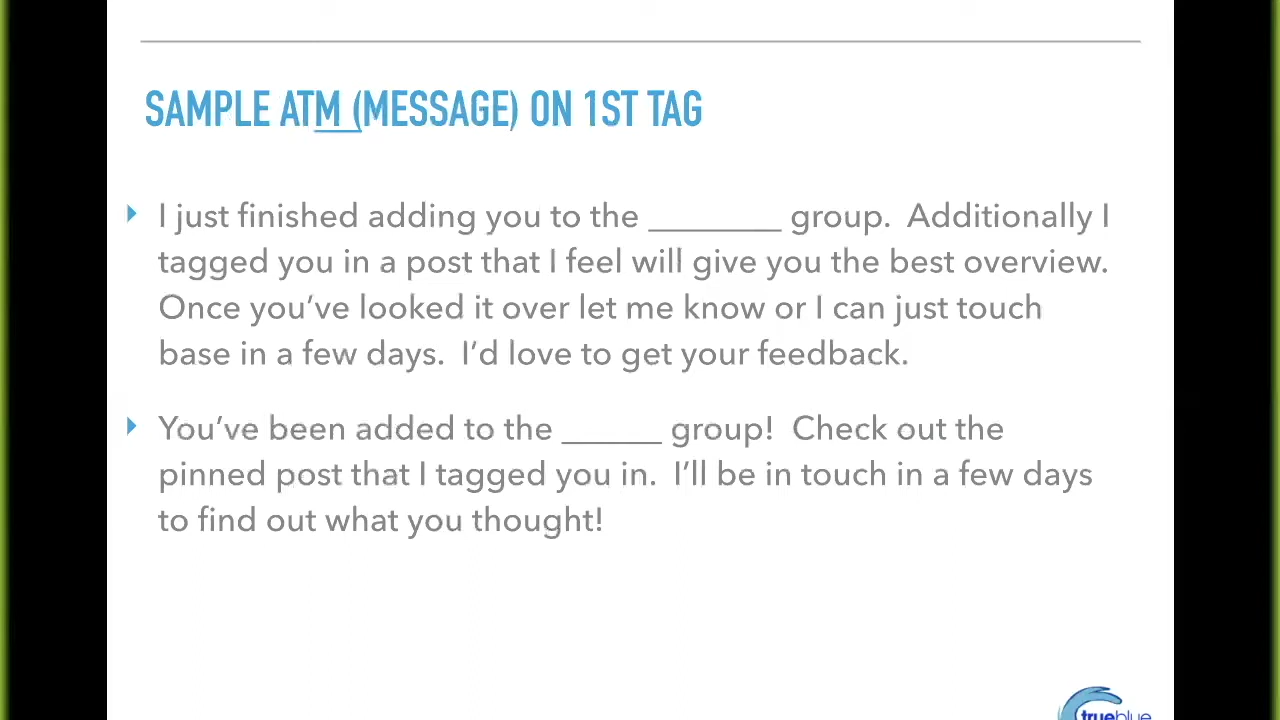 SAMPLE ATM (MESSAGE) ON 1ST TAG
I just finished adding you to the ________ group. Additionally I
tagged you in a post that I feel will give you the best overview.
Once you've looked it over let me know or I can just touch
base in a few days. I'd love to get your feedback.
You've been added to the ______ group! Check out the
pinned post that I tagged you in. I'll be in touch in a few days
to find out what you thought!
trueblue